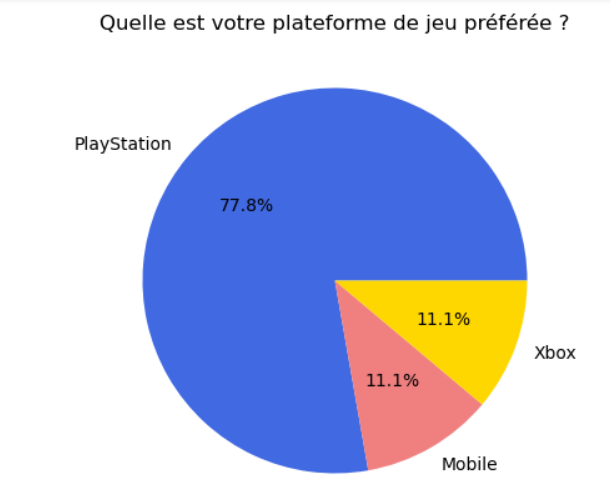 Quelle est votre plateforme de jeu préférée ?
PlayStation
77.8%
11.1%
Xbox
11.1%
Mobile